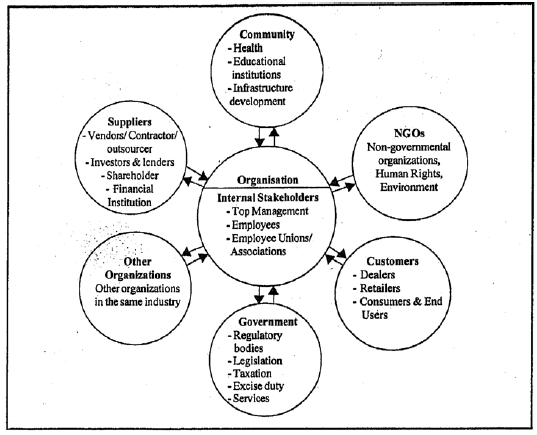 Community
- Health
- Educational
institutions
- Infrastructure
development
Suppliers
- Vendors/ Contractor/
outsourcer
- Investors & lenders
- Shareholder
- Financial
Institution
NGOs
Non-governmental
organizations,
Human Rights,
Environment
Organisation
Internal Stakeholders
- Top Management
- Employees
- Employee Unions/
Associations
Other
Organizations
Other organizations
in the same industry
Customers
- Dealers
- Retailers
- Consumers & End
Users
Government
- Regulatory
bodies
- Legislation
- Taxation
- Excise duty
- Services